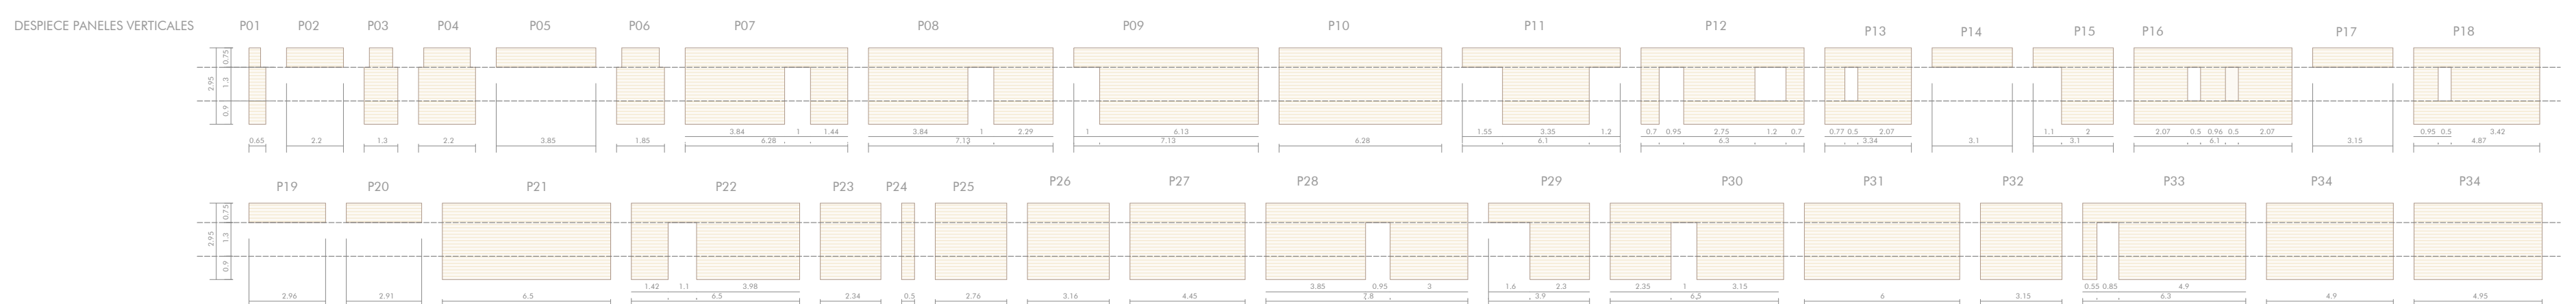 DESPIECE PANELES VERTICALES P01 P02 P03 P04 P05 P06 P07 P08 P09 P10 P11 P12 P13 P14 P15 P16 P17 P18
2.95 0.75 1.3 0.9
3.84 1 1.44 3.84 1 2.29 1 6.13 1.55 3.35 1.2 0.7 0.95 2.75 1.2 0.7 0.77 0.5 2.07 1.1 2 2.07 0.5 0.96 0.5 2.07 0.95 0.5 3.42
0.65 2.2 1.3 2.2 3.85 1.85 6.28 7.13 7.13 6.28 6.1 6.3 3.34 3.1 3.1 6.1 3.15 4.87
P19 P20 P21 P22 P23 P24 P25 P26 P27 P28 P29 P30 P31 P32 P33 P34 P34
2.95 0.75 1.3 0.9
1.42 1.1 3.98 3.85 0.95 3 1.6 2.3 2.35 1 3.15 0.55 0.85 4.9
2.96 2.91 6.5 6.5 2.34 0.5 2.76 3.16 4.45 7.8 3.9 6.5 6 3.15 6.3 4.9 4.95